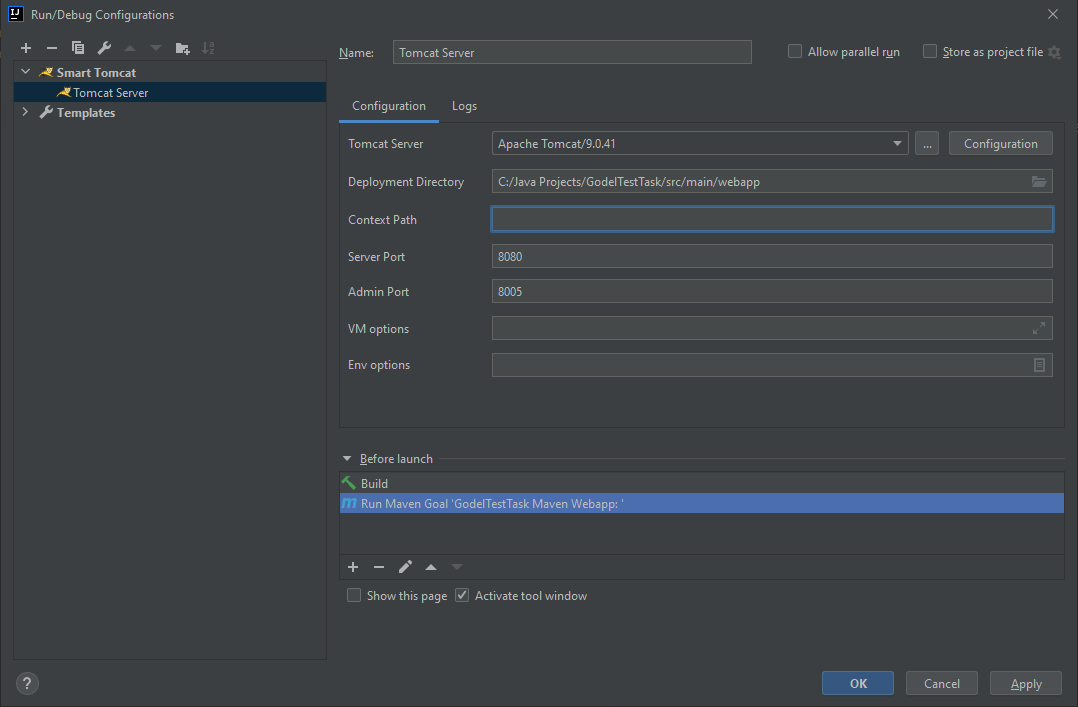 Run/Debug Configurations
Name: Tomcat Server Allow parallel run Store as project file
Smart Tomcat
Tomcat Server
Templates
Configuration Logs
Tomcat Server Apache Tomcat/9.0.41 ... Configuration
Deployment Directory C:/Java Projects/GodelTestTask/src/main/webapp
Context Path
Server Port 8080
Admin Port 8005
VM options
Env options
Before launch
Build
Run Maven Goal 'GodelTestTask Maven Webapp: '
Show this page Activate tool window
? OK Cancel Apply